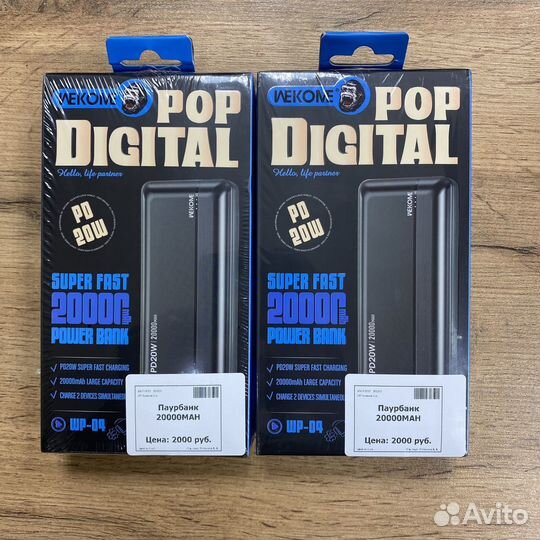 WEKOME
POP
DIGITAL
Hello, life partner
PD
20W
SUPER FAST
20000
POWER BANK
PD20W SUPER FAST CHARGING
20000mAh LARGE CAPACITY
CHARGE 2 DEVICES SIMULTANEOU
WP-04
WEKOME
PD20W 20000
Паурбанк
20000MAH
Цена: 2000 руб.
WEKOME
POP
DIGITAL
Hello, life partner
PD
20W
SUPER FAST
20000
POWER BANK
PD20W SUPER FAST CHARGING
20000mAh LARGE CAPACITY
CHARGE 2 DEVICES SIMULTANEOU
WP-04
WEKOME
PD20W 20000
Паурбанк
20000MAH
Цена: 2000 руб.
Avito